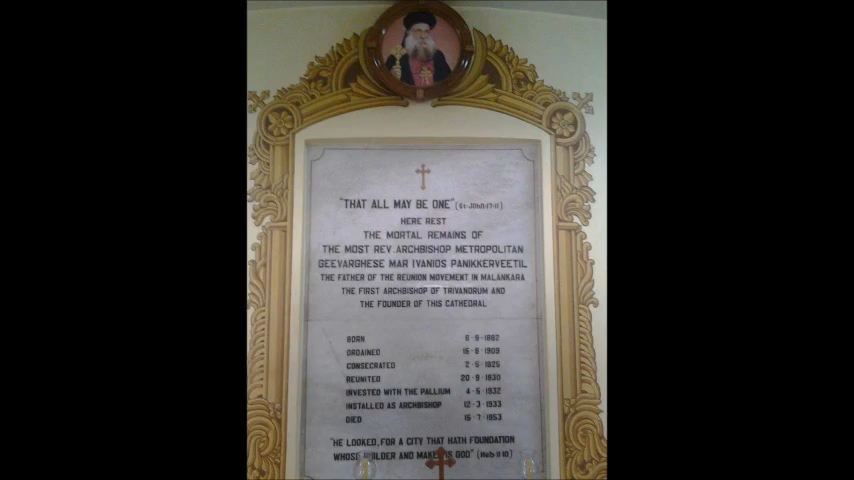 "THAT ALL MAY BE ONE" (St-John-17-11)
HERE REST
THE MORTAL REMAINS OF
THE MOST REV. ARCHBISHOP METROPOLITAN
GEEVARGHESE MAR IVANIOS PANIKKERVEETIL
THE FATHER OF THE REUNION MOVEMENT IN MALANKARA
THE FIRST ARCHBISHOP OF TRIVANDRUM AND
THE FOUNDER OF THIS CATHEDRAL
BORN 8-9-1882
ORDAINED 15-8-1909
CONSECRATED 2-5-1925
REUNITED 20-9-1930
INVESTED WITH THE PALLIUM 4-5-1932
INSTALLED AS ARCHBISHOP 12-3-1933
DIED 15-7-1953
"HE LOOKED, FOR A CITY THAT HATH FOUNDATION
WHOSE BUILDER AND MAKER IS GOD" (Heb-11-10)